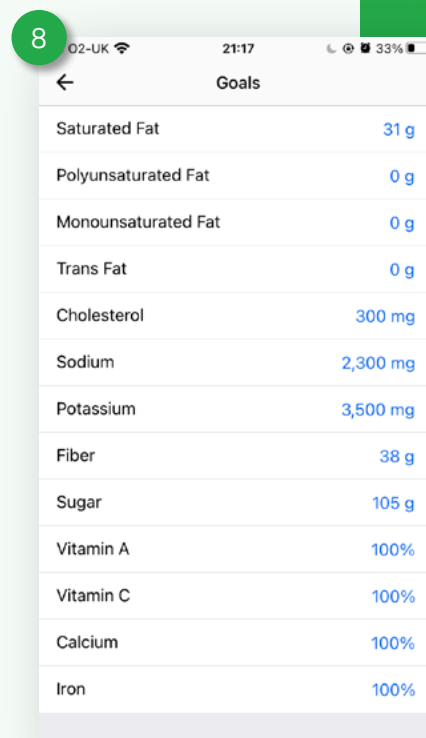 8
O2-UK 21:17 33%
Goals
Saturated Fat 31 g
Polyunsaturated Fat 0 g
Monounsaturated Fat 0 g
Trans Fat 0 g
Cholesterol 300 mg
Sodium 2,300 mg
Potassium 3,500 mg
Fiber 38 g
Sugar 105 g
Vitamin A 100%
Vitamin C 100%
Calcium 100%
Iron 100%